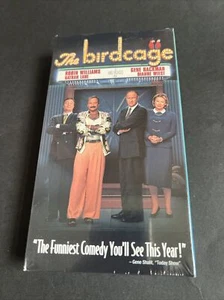 The birdcage
ROBIN WILLIAMS
GENE HACKMAN
NATHAN LANE
DIANNE WIEST
"The Funniest Comedy You'll See This Year!"
-Gene Shalit, "Today Show"